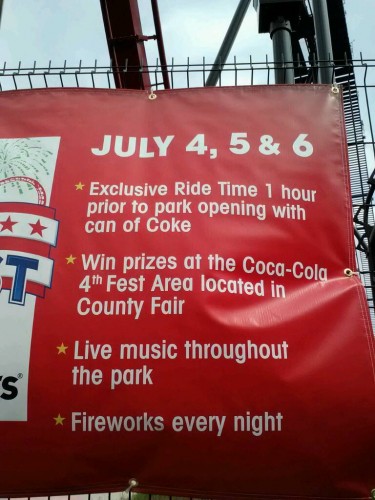 JULY 4, 5 & 6
* Exclusive Ride Time 1 hour
prior to park opening with
can of Coke
* Win prizes at the Coca-Cola
4th Fest Area located in
County Fair
* Live music throughout
the park
* Fireworks every night
ST
S®